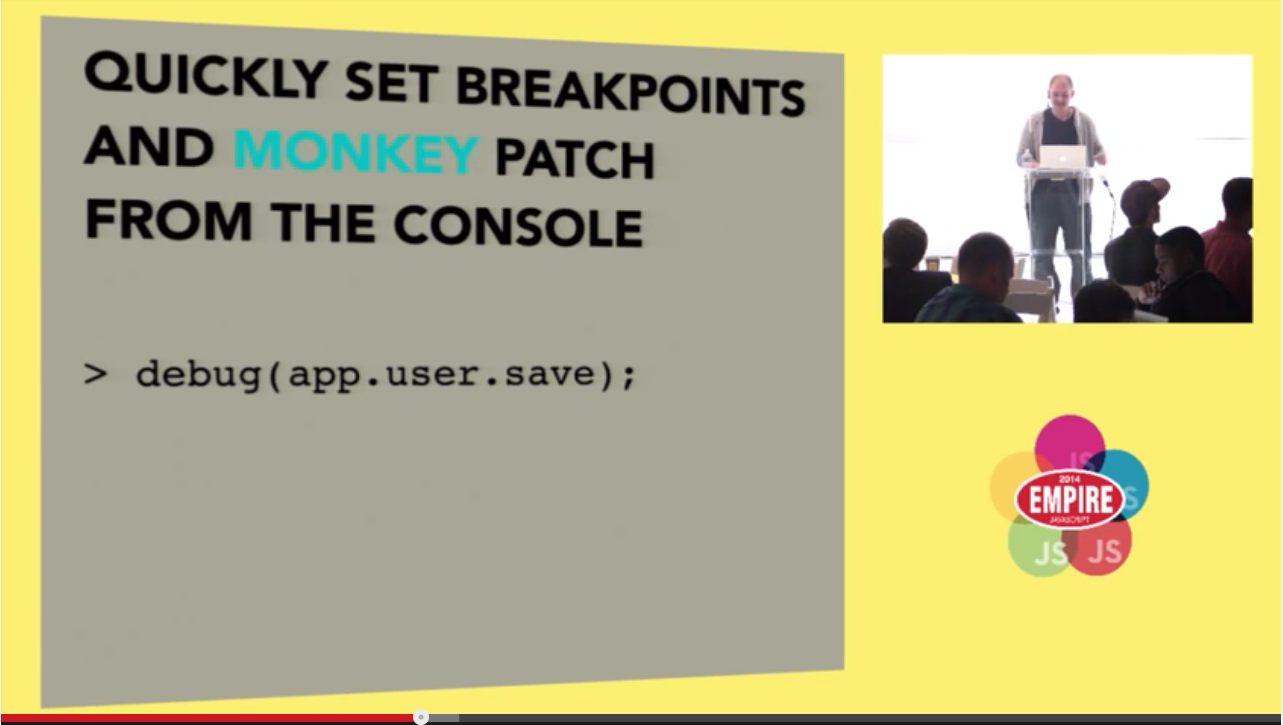 QUICKLY SET BREAKPOINTS
AND MONKEY PATCH
FROM THE CONSOLE
> debug(app.user.save);
JS
2014
EMPIRE
JAVASCRIPT
S
JS JS